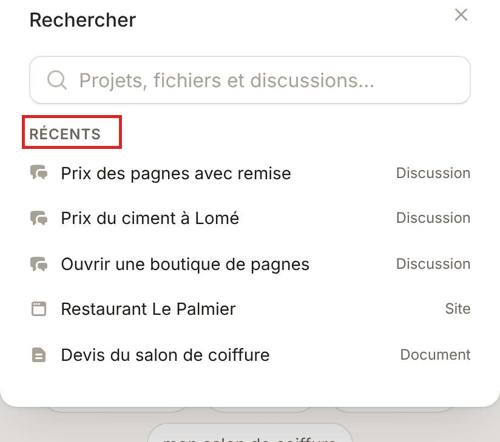 Rechercher
Projets, fichiers et discussions...
RÉCENTS
Prix des pagnes avec remise Discussion
Prix du ciment à Lomé Discussion
Ouvrir une boutique de pagnes Discussion
Restaurant Le Palmier Site
Devis du salon de coiffure Document